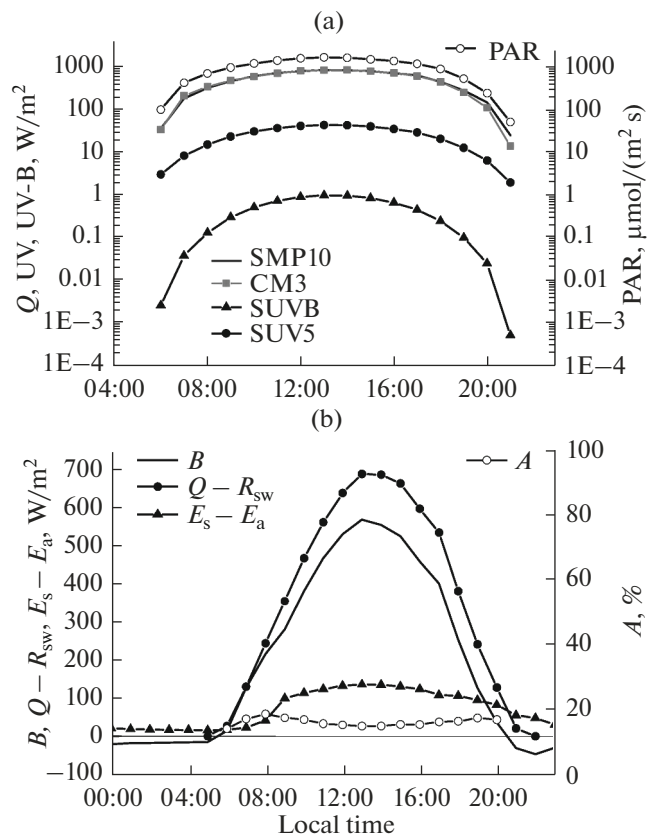 (a)
PAR
1000
100
10
1
0.1
0.01
1E−3
1E−4
Q, UV, UV-B, W/m²
SMP10
CM3
SUVB
SUV5
1000
100
10
1
0.1
0.01
1E−3
1E−4
PAR, µmol/(m² s)
04:00 08:00 12:00 16:00 20:00
(b)
B
Q − Rsw
Es − Ea
A
700
600
500
400
300
200
100
0
−100
B, Q − Rsw, Es − Ea, W/m²
100
80
60
40
20
10
0
A, %
00:00 04:00 08:00 12:00 16:00 20:00
Local time